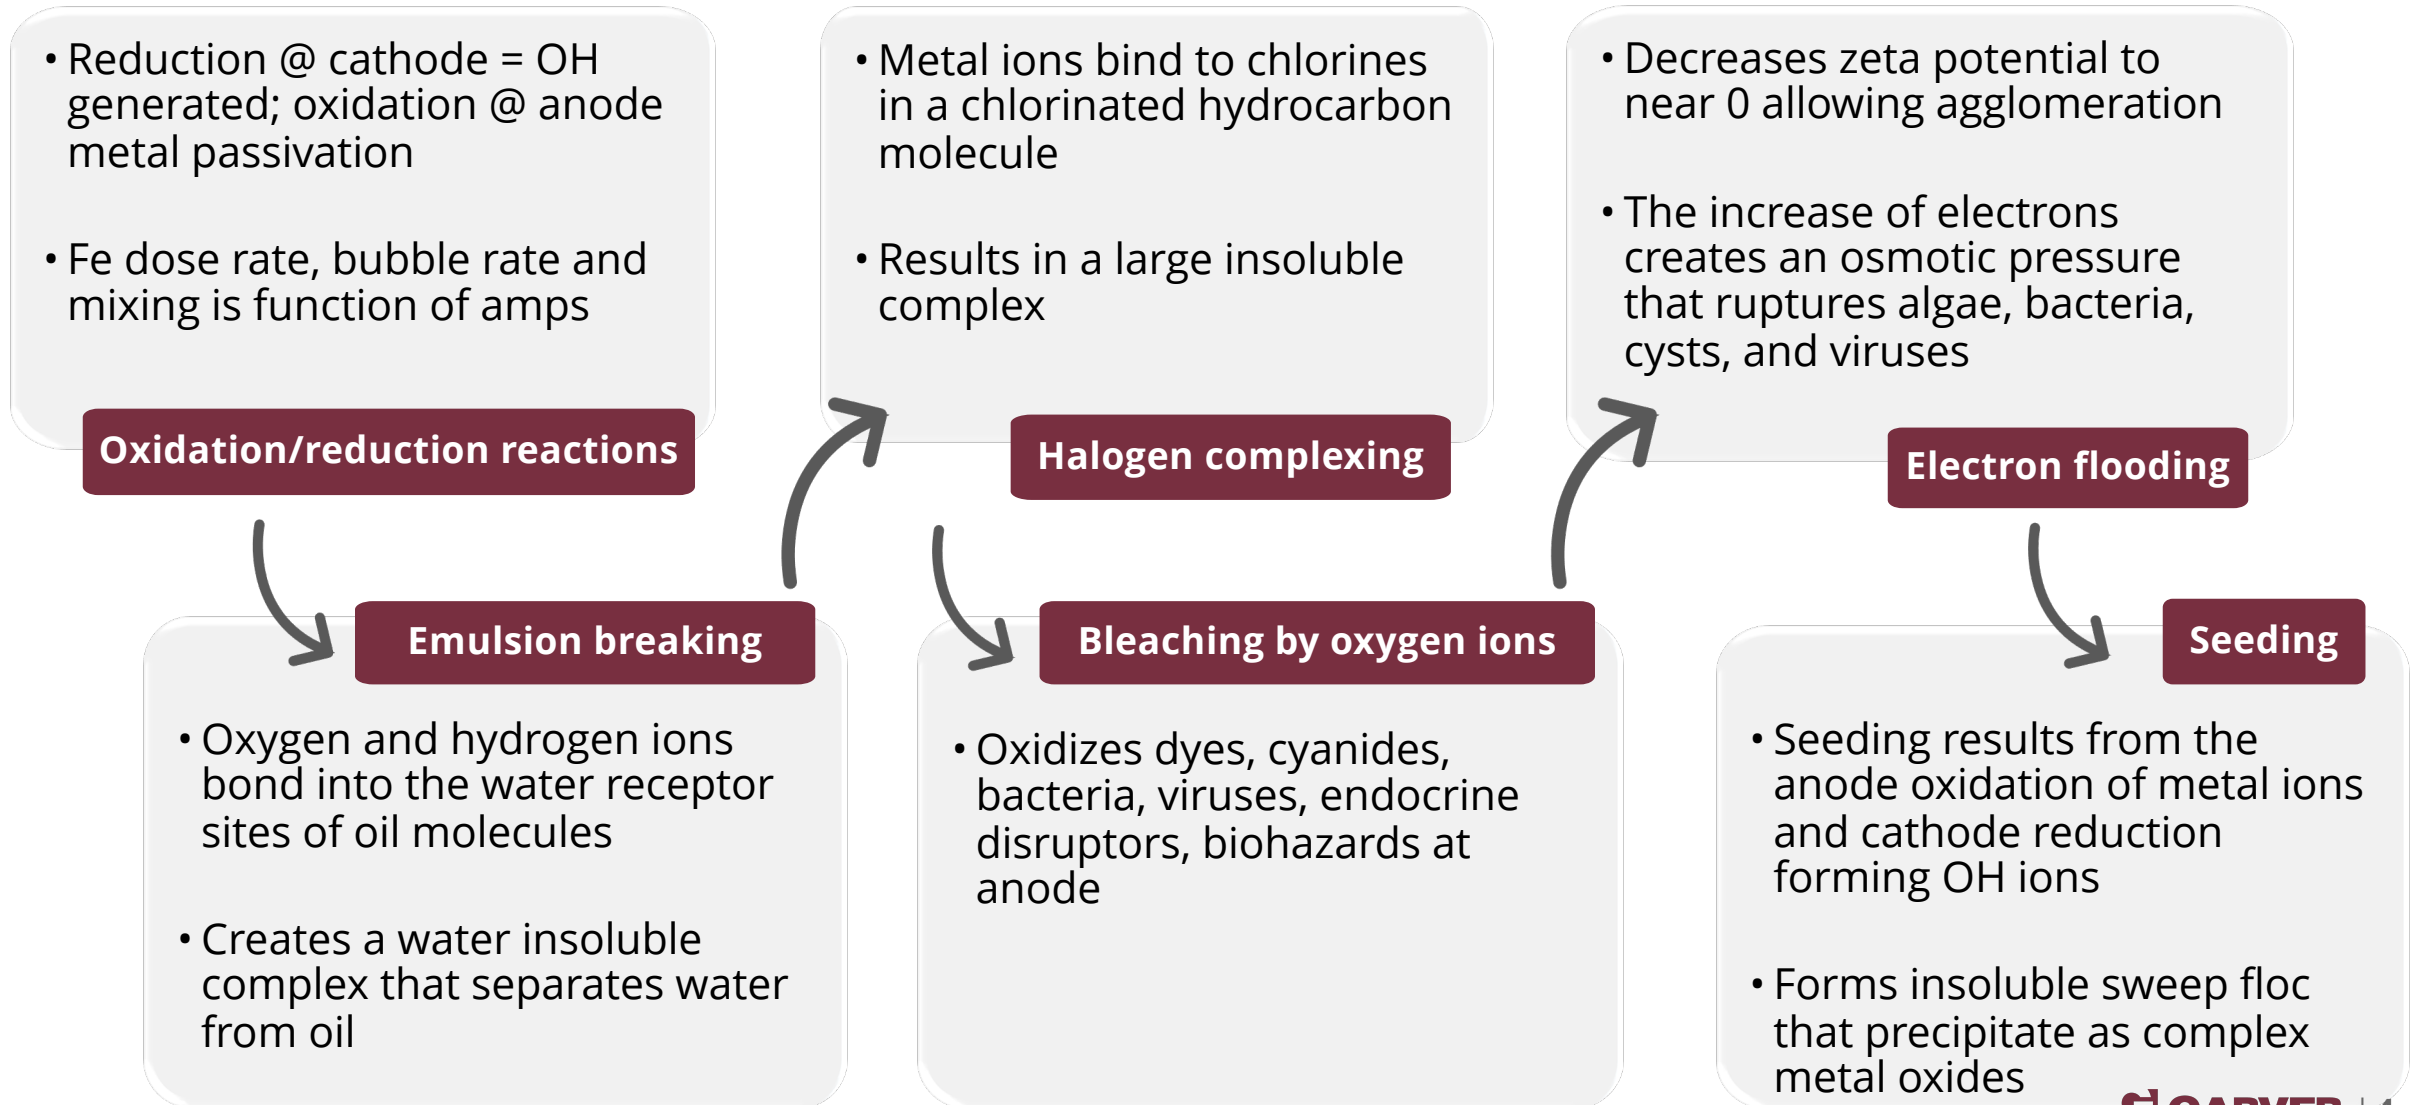 • Reduction @ cathode = OH
generated; oxidation @ anode
metal passivation
• Fe dose rate, bubble rate and
mixing is function of amps
Oxidation/reduction reactions
Emulsion breaking
• Oxygen and hydrogen ions
bond into the water receptor
sites of oil molecules
• Creates a water insoluble
complex that separates water
from oil
• Metal ions bind to chlorines
in a chlorinated hydrocarbon
molecule
• Results in a large insoluble
complex
Halogen complexing
Bleaching by oxygen ions
• Oxidizes dyes, cyanides,
bacteria, viruses, endocrine
disruptors, biohazards at
anode
• Decreases zeta potential to
near 0 allowing agglomeration
• The increase of electrons
creates an osmotic pressure
that ruptures algae, bacteria,
cysts, and viruses
Electron flooding
Seeding
• Seeding results from the
anode oxidation of metal ions
and cathode reduction
forming OH ions
• Forms insoluble sweep floc
that precipitate as complex
metal oxides